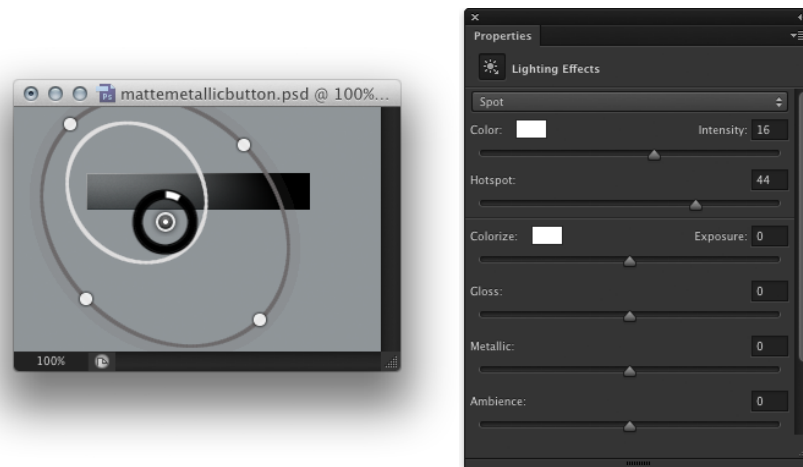 mattemetallicbutton.psd @ 100%...
Ps
100%
Properties
Lighting Effects
Spot
Color:
Intensity: 16
Hotspot:
44
Colorize:
Exposure: 0
Gloss:
0
Metallic:
0
Ambience:
0